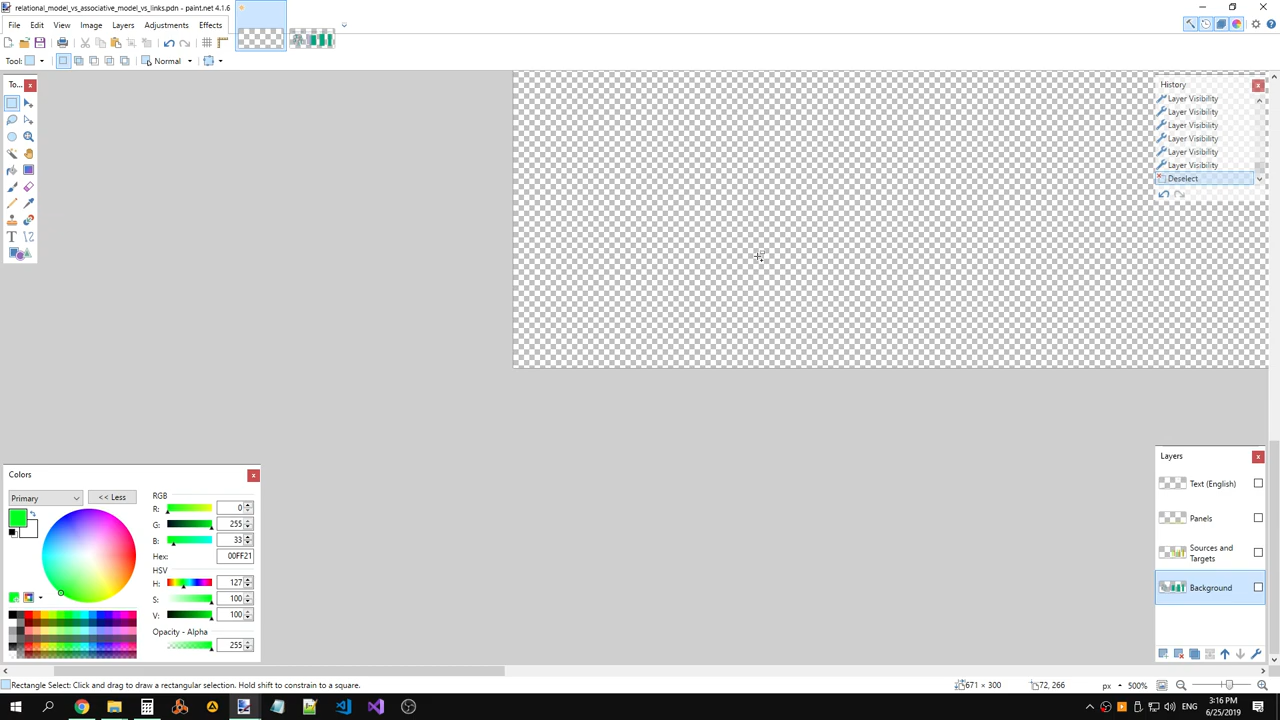 relational_model_vs_associative_model_vs_links.pdn - paint.net 4.1.6
File Edit View Image Layers Adjustments Effects
Tool: Normal
To...
History
Layer Visibility
Layer Visibility
Layer Visibility
Layer Visibility
Layer Visibility
Layer Visibility
Deselect
Colors
Primary
<< Less
RGB
R: 0
G: 255
B: 33
Hex: 00FF21
HSV
H: 127
S: 100
V: 100
Opacity - Alpha
255
Layers
Text (English)
Panels
Sources and
Targets
Background
Rectangle Select: Click and drag to draw a rectangular selection. Hold shift to constrain to a square.
671 × 300
72, 266
px
500%
ENG
3:16 PM
6/25/2019